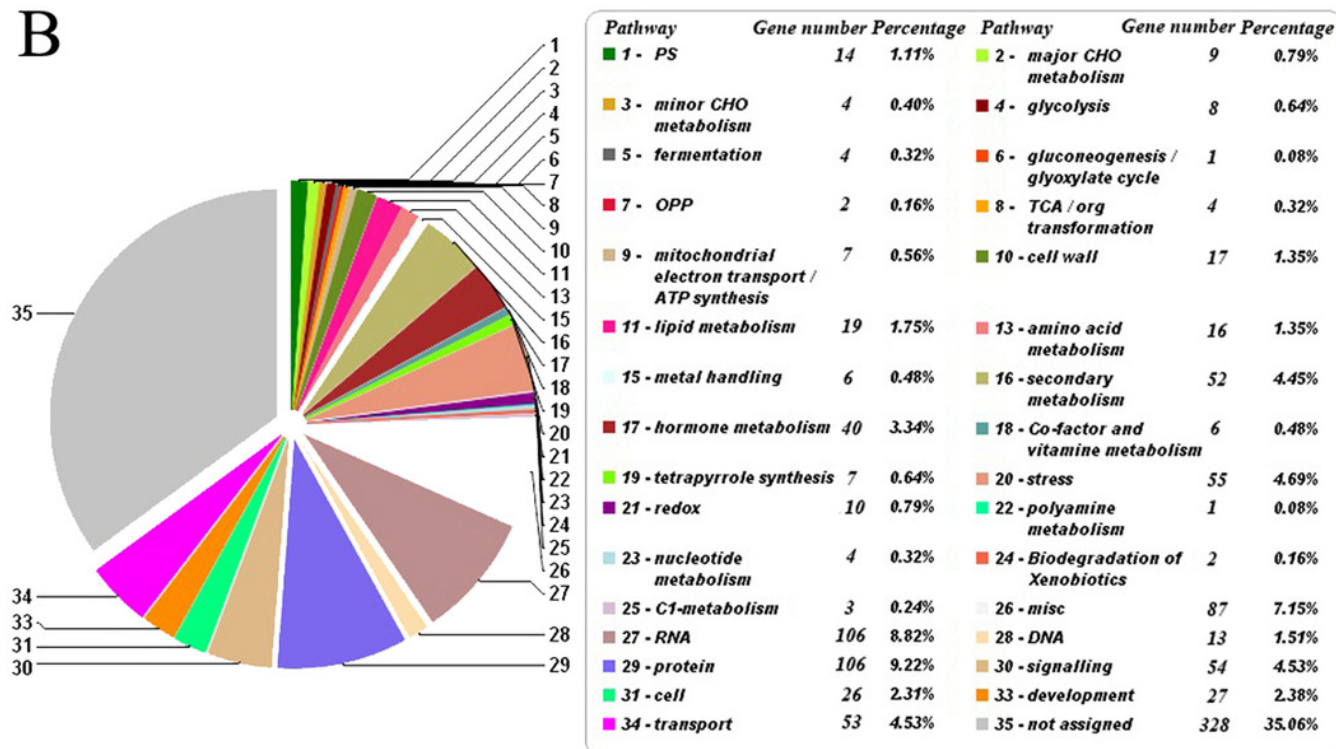 B
1
2
3
4
5
6
7
8
9
10
11
13
15
16
17
18
19
20
21
22
23
24
25
26
27
28
29
30
31
33
34
35
Pathway Gene number Percentage Pathway Gene number Percentage
1 - PS 14 1.11% 2 - major CHO 9 0.79%
metabolism
3 - minor CHO 4 0.40% 4 - glycolysis 8 0.64%
metabolism
5 - fermentation 4 0.32% 6 - gluconeogenesis / 1 0.08%
glyoxylate cycle
7 - OPP 2 0.16% 8 - TCA / org 4 0.32%
transformation
9 - mitochondrial 7 0.56% 10 - cell wall 17 1.35%
electron transport /
ATP synthesis
11 - lipid metabolism 19 1.75% 13 - amino acid 16 1.35%
metabolism
15 - metal handling 6 0.48% 16 - secondary 52 4.45%
metabolism
17 - hormone metabolism 40 3.34% 18 - Co-factor and 6 0.48%
vitamine metabolism
19 - tetrapyrrole synthesis 7 0.64% 20 - stress 55 4.69%
21 - redox 10 0.79% 22 - polyamine 1 0.08%
metabolism
23 - nucleotide 4 0.32% 24 - Biodegradation of 2 0.16%
metabolism Xenobiotics
25 - C1-metabolism 3 0.24% 26 - misc 87 7.15%
27 - RNA 106 8.82% 28 - DNA 13 1.51%
29 - protein 106 9.22% 30 - signalling 54 4.53%
31 - cell 26 2.31% 33 - development 27 2.38%
34 - transport 53 4.53% 35 - not assigned 328 35.06%